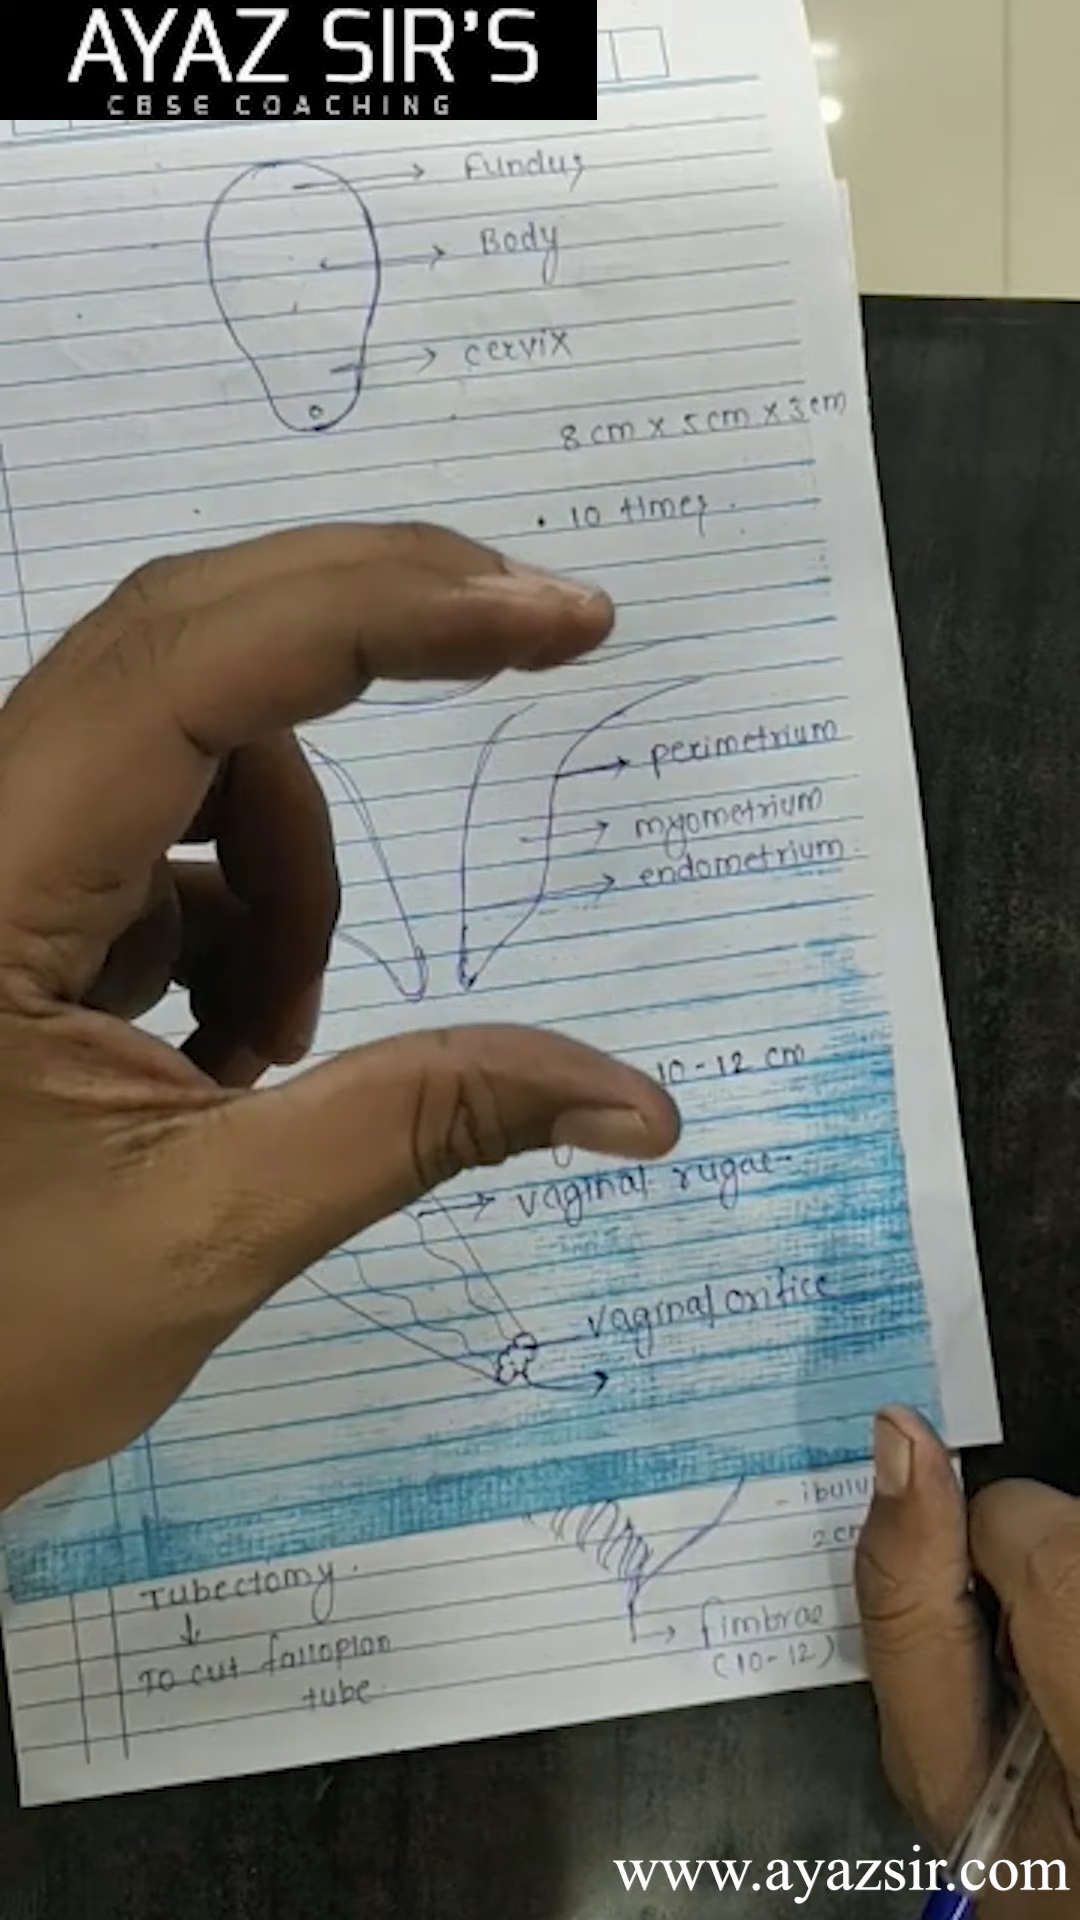 AYAZ SIR'S
CBSE COACHING
Fundus
Body
cervix
8 cm x 5 cm x 3 cm
• 10 times.
perimetrium
myometrium
endometrium
10-12 cm
vaginal rugae
vaginal orifice
ibulu
2 cm
Tubectomy.
↓
To cut fallopian
tube
fimbrae
(10-12)
www.ayazsir.com